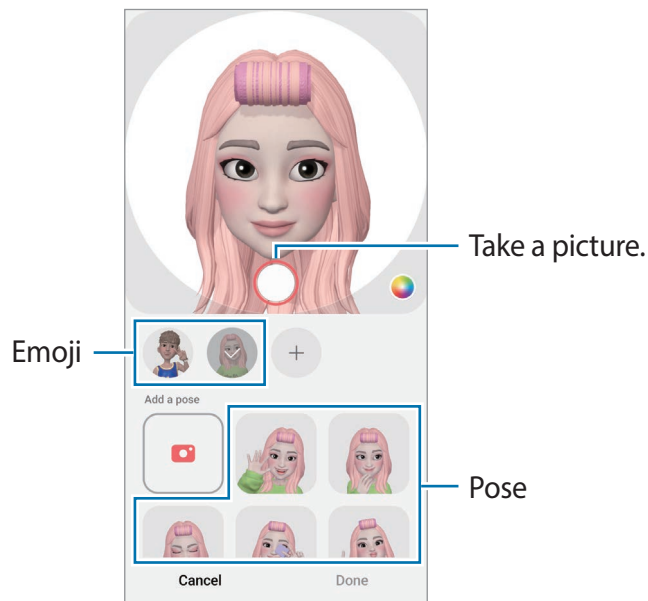 Take a picture.
Emoji
Add a pose
Pose
Cancel
Done